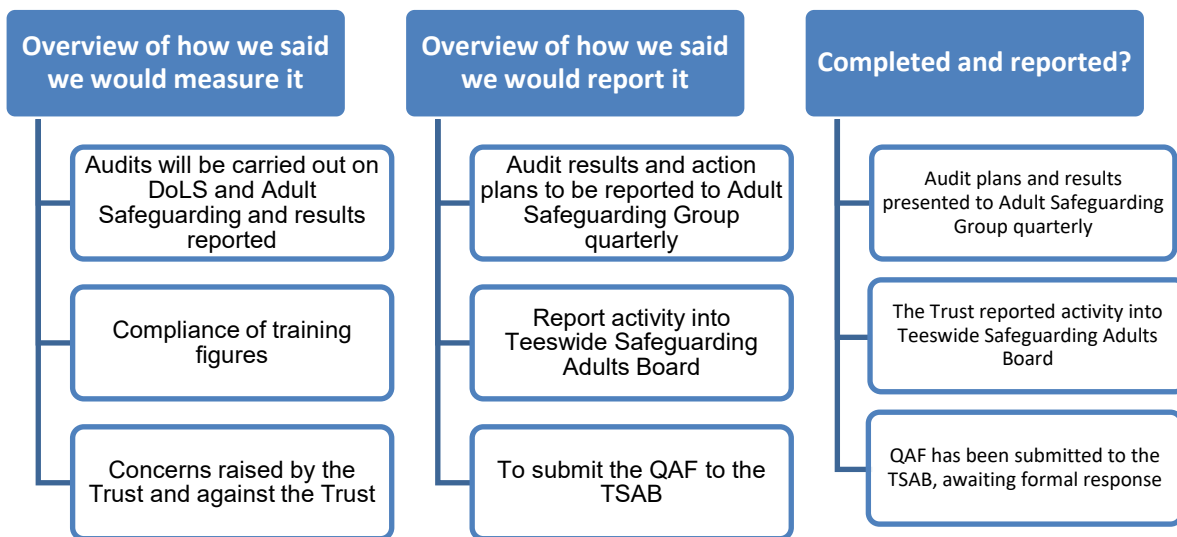 Overview of how we said
we would measure it
Audits will be carried out on
DoLS and Adult
Safeguarding and results
reported
Compliance of training
figures
Concerns raised by the
Trust and against the Trust
Overview of how we said
we would report it
Audit results and action
plans to be reported to Adult
Safeguarding Group
quarterly
Report activity into
Teeswide Safeguarding
Adults Board
To submit the QAF to the
TSAB
Completed and reported?
Audit plans and results
presented to Adult Safeguarding
Group quarterly
The Trust reported activity into
Teeswide Safeguarding Adults
Board
QAF has been submitted to the
TSAB, awaiting formal response